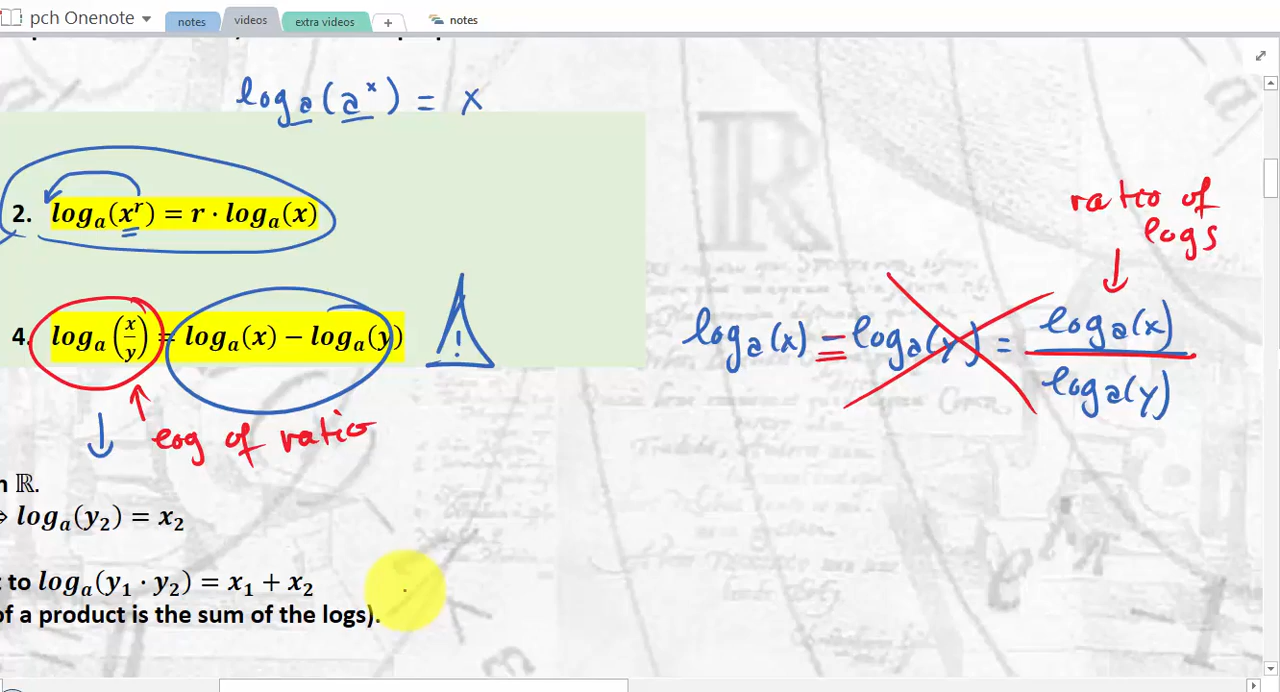 pch Onenote
notes videos extra videos + notes
logₐ(aˣ) = x
ratio of
logs
2. logₐ(xʳ) = r · logₐ(x)
4. logₐ(x/y) = logₐ(x) − logₐ(y)
!
logₐ(x) − logₐ(y) = logₐ(x)/logₐ(y)
log of ratio
n ℝ.
logₐ(y₂) = x₂
t to logₐ(y₁ · y₂) = x₁ + x₂
of a product is the sum of the logs).